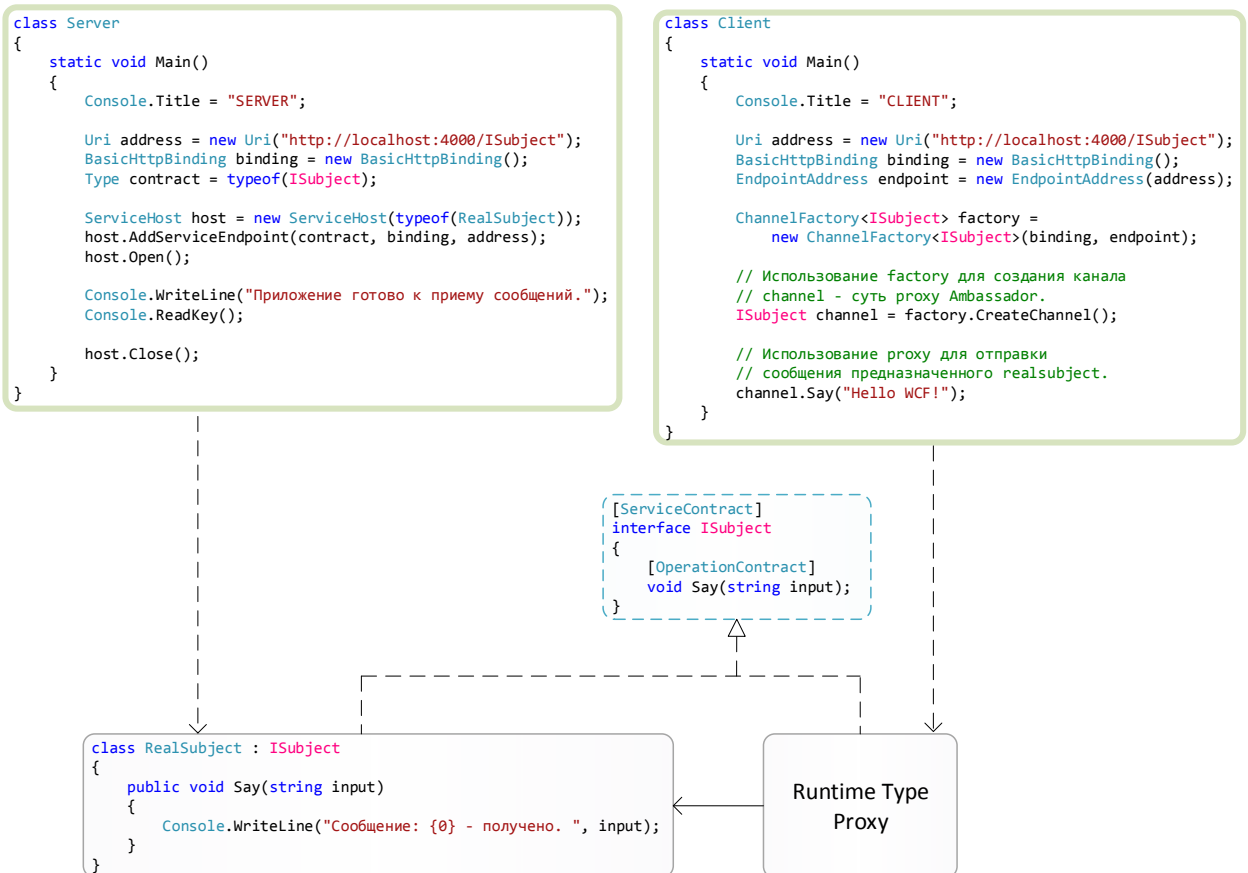 class Server
{
    static void Main()
    {
        Console.Title = "SERVER";
        Uri address = new Uri("http://localhost:4000/ISubject");
        BasicHttpBinding binding = new BasicHttpBinding();
        Type contract = typeof(ISubject);
        ServiceHost host = new ServiceHost(typeof(RealSubject));
        host.AddServiceEndpoint(contract, binding, address);
        host.Open();
        Console.WriteLine("Приложение готово к приему сообщений.");
        Console.ReadKey();
        host.Close();
    }
}
class Client
{
    static void Main()
    {
        Console.Title = "CLIENT";
        Uri address = new Uri("http://localhost:4000/ISubject");
        BasicHttpBinding binding = new BasicHttpBinding();
        EndpointAddress endpoint = new EndpointAddress(address);
        ChannelFactory<ISubject> factory =
            new ChannelFactory<ISubject>(binding, endpoint);
        // Использование factory для создания канала
        // channel - суть proxy Ambassador.
        ISubject channel = factory.CreateChannel();
        // Использование proxy для отправки
        // сообщения предназначенного realsubject.
        channel.Say("Hello WCF!");
    }
}
[ServiceContract]
interface ISubject
{
    [OperationContract]
    void Say(string input);
}
class RealSubject : ISubject
{
    public void Say(string input)
    {
        Console.WriteLine("Сообщение: {0} - получено. ", input);
    }
}
Runtime Type
Proxy